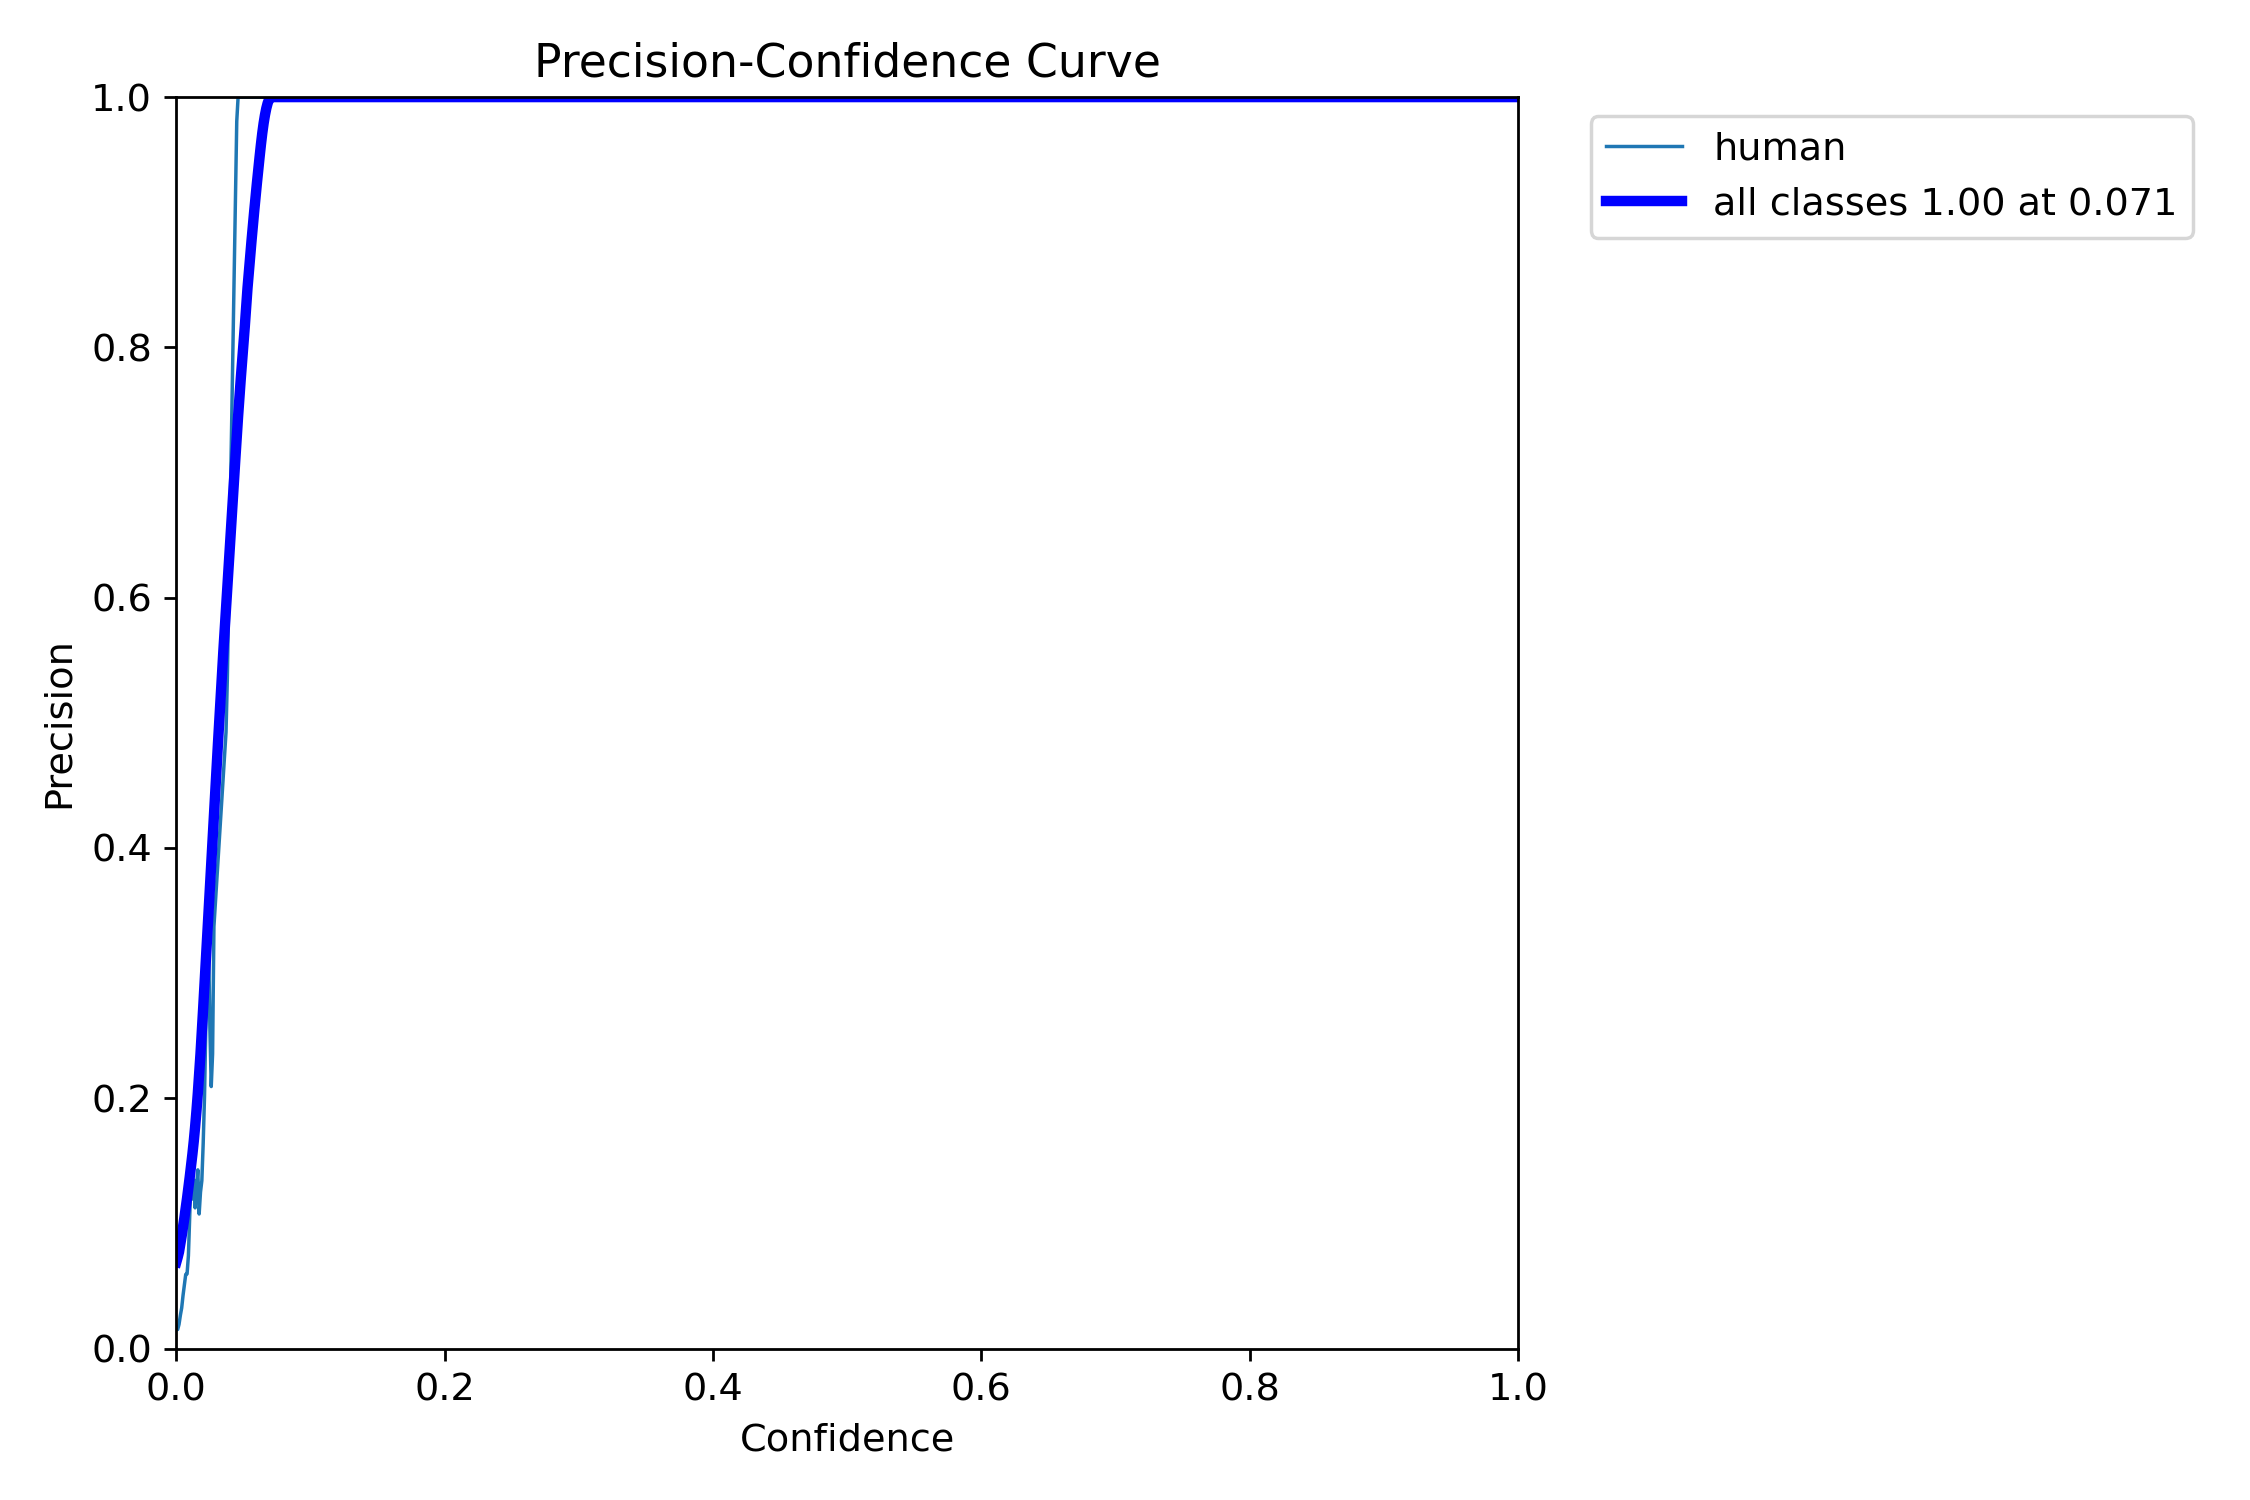 Precision-Confidence Curve
1.0
0.8
0.6
0.4
0.2
0.0
Precision
0.0 0.2 0.4 0.6 0.8 1.0
Confidence
human
all classes 1.00 at 0.071